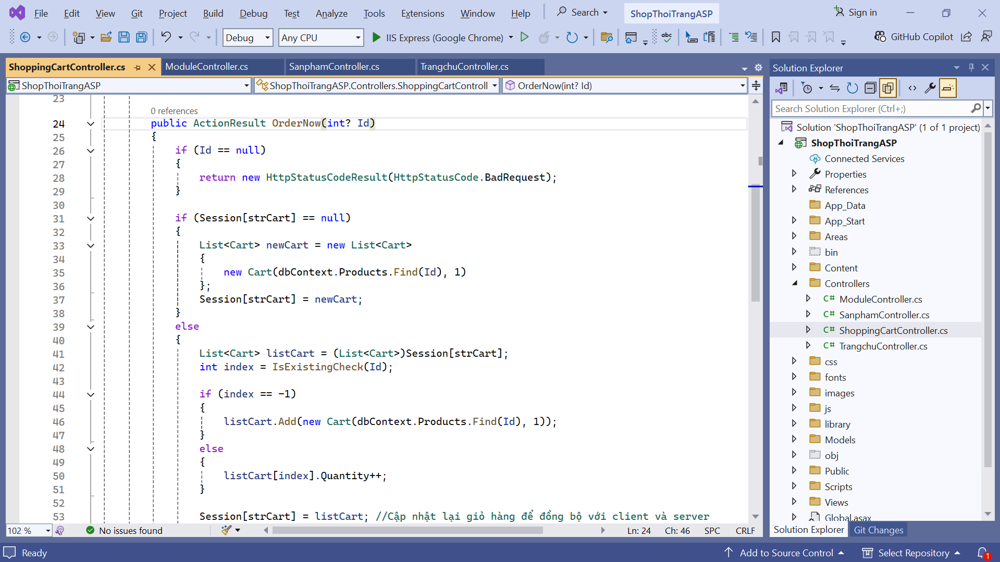 File Edit View Git Project Build Debug Test Analyze Tools Extensions Window Help Search ShopThoiTrangASP Sign in
Debug Any CPU IIS Express (Google Chrome) abc GitHub Copilot
ShoppingCartController.cs ModuleController.cs SanphamController.cs TrangchuController.cs
ShopThoiTrangASP ShopThoiTrangASP.Controllers.ShoppingCartControll OrderNow(int? Id)
23
0 references
24 public ActionResult OrderNow(int? Id)
25 {
26 if (Id == null)
27 {
28 return new HttpStatusCodeResult(HttpStatusCode.BadRequest);
29 }
30
31 if (Session[strCart] == null)
32 {
33 List<Cart> newCart = new List<Cart>
34 {
35 new Cart(dbContext.Products.Find(Id), 1)
36 };
37 Session[strCart] = newCart;
38 }
39 else
40 {
41 List<Cart> listCart = (List<Cart>)Session[strCart];
42 int index = IsExistingCheck(Id);
43
44 if (index == -1)
45 {
46 listCart.Add(new Cart(dbContext.Products.Find(Id), 1));
47 }
48 else
49 {
50 listCart[index].Quantity++;
51 }
52
53 Session[strCart] = listCart; //Cập nhật lại giỏ hàng để đồng bộ với client và server
102 % No issues found Ln: 24 Ch: 46 SPC CRLF
Solution Explorer
Search Solution Explorer (Ctrl+;)
Solution 'ShopThoiTrangASP' (1 of 1 project)
ShopThoiTrangASP
Connected Services
Properties
References
App_Data
App_Start
Areas
bin
Content
Controllers
C# ModuleController.cs
C# SanphamController.cs
C# ShoppingCartController.cs
C# TrangchuController.cs
css
fonts
images
js
library
Models
obj
Public
Scripts
Views
Global.asax
Solution Explorer Git Changes
Ready Add to Source Control Select Repository 1